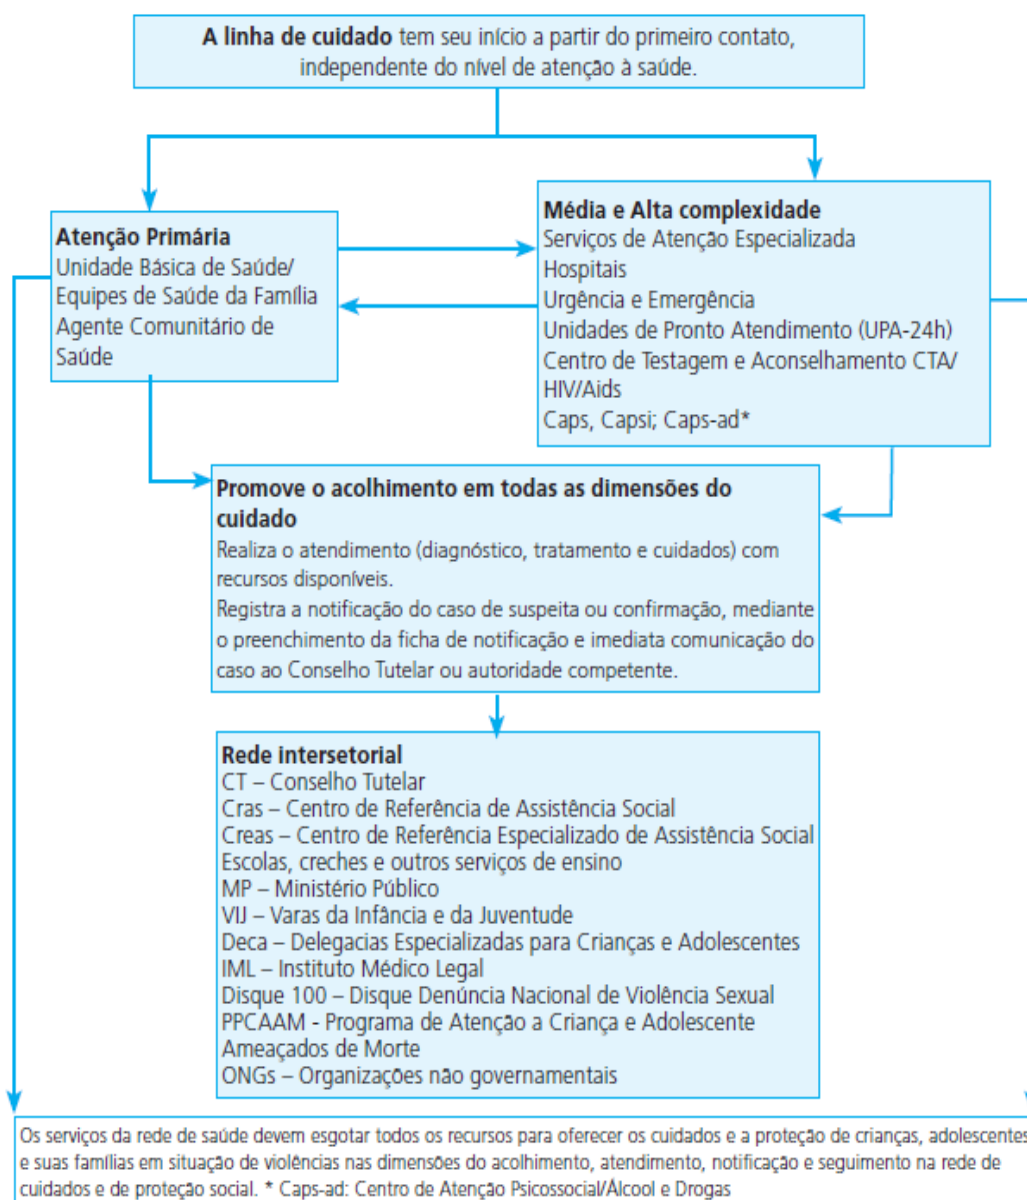 A linha de cuidado tem seu início a partir do primeiro contato,
independente do nível de atenção à saúde.
Atenção Primária
Unidade Básica de Saúde/
Equipes de Saúde da Família
Agente Comunitário de
Saúde
Média e Alta complexidade
Serviços de Atenção Especializada
Hospitais
Urgência e Emergência
Unidades de Pronto Atendimento (UPA-24h)
Centro de Testagem e Aconselhamento CTA/
HIV/Aids
Caps, Capsi; Caps-ad*
Promove o acolhimento em todas as dimensões do
cuidado
Realiza o atendimento (diagnóstico, tratamento e cuidados) com
recursos disponíveis.
Registra a notificação do caso de suspeita ou confirmação, mediante
o preenchimento da ficha de notificação e imediata comunicação do
caso ao Conselho Tutelar ou autoridade competente.
Rede intersetorial
CT – Conselho Tutelar
Cras – Centro de Referência de Assistência Social
Creas – Centro de Referência Especializado de Assistência Social
Escolas, creches e outros serviços de ensino
MP – Ministério Público
VIJ – Varas da Infância e da Juventude
Deca – Delegacias Especializadas para Crianças e Adolescentes
IML – Instituto Médico Legal
Disque 100 – Disque Denúncia Nacional de Violência Sexual
PPCAAM - Programa de Atenção a Criança e Adolescente
Ameaçados de Morte
ONGs – Organizações não governamentais
Os serviços da rede de saúde devem esgotar todos os recursos para oferecer os cuidados e a proteção de crianças, adolescentes
e suas famílias em situação de violências nas dimensões do acolhimento, atendimento, notificação e seguimento na rede de
cuidados e de proteção social. * Caps-ad: Centro de Atenção Psicossocial/Álcool e Drogas